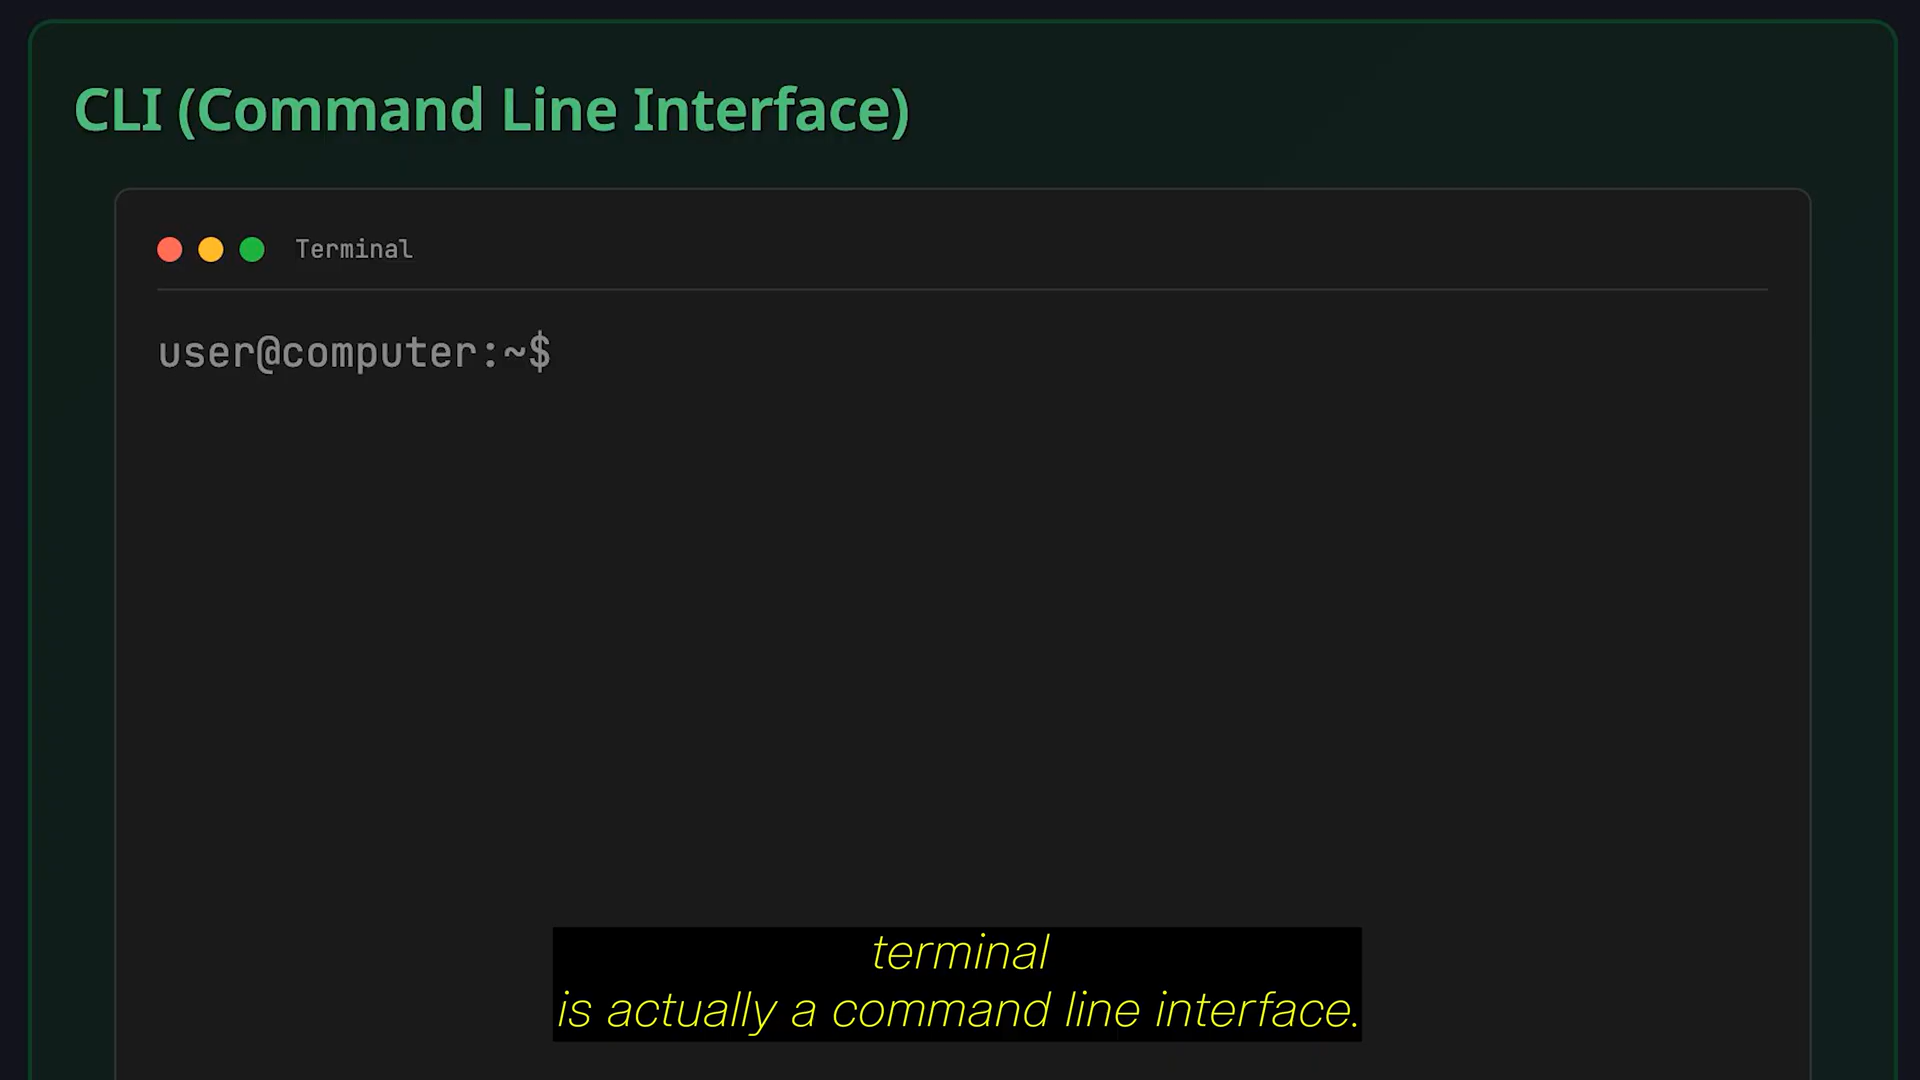 CLI (Command Line Interface)
Terminal
user@computer:~$
terminal
is actually a command line interface.